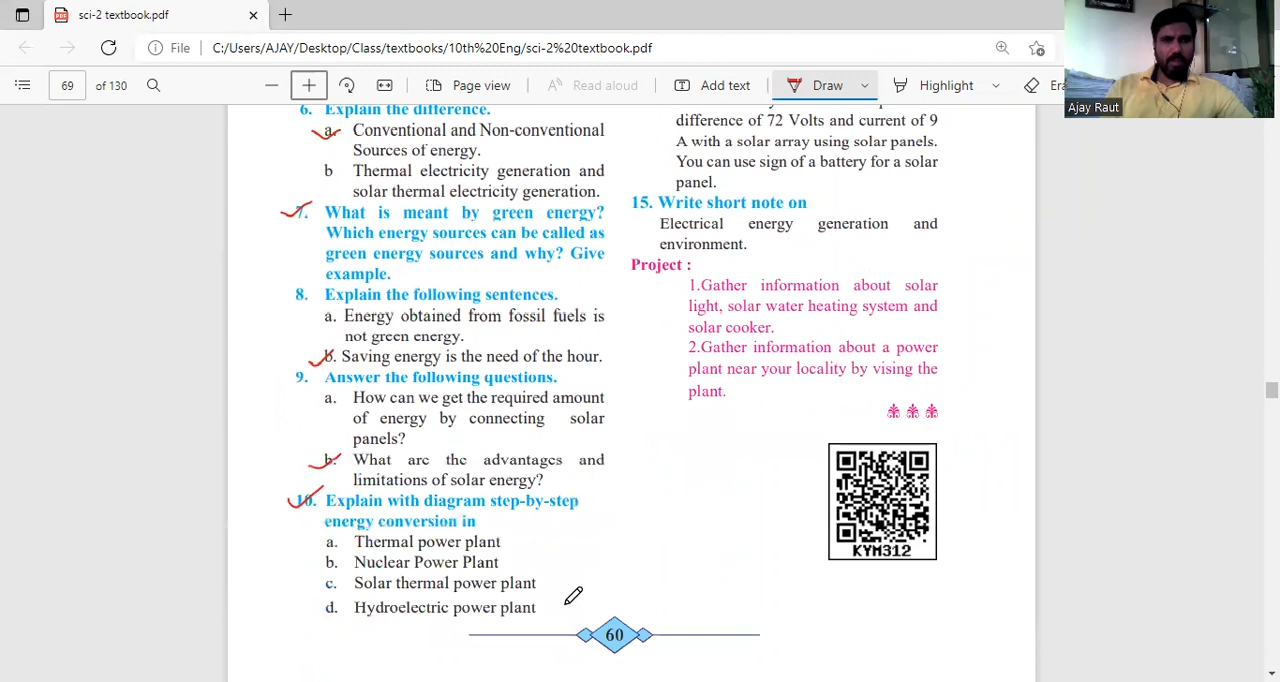 sci-2 textbook.pdf
File
C:/Users/AJAY/Desktop/Class/textbooks/10th%20Eng/sci-2%20textbook.pdf
69 of 130
Page view
Read aloud
Add text
Draw
Highlight
Ajay Raut
6. Explain the difference.
a. Conventional and Non-conventional
Sources of energy.
b Thermal electricity generation and
solar thermal electricity generation.
7. What is meant by green energy?
Which energy sources can be called as
green energy sources and why? Give
example.
8. Explain the following sentences.
a. Energy obtained from fossil fuels is
not green energy.
b. Saving energy is the need of the hour.
9. Answer the following questions.
a. How can we get the required amount
of energy by connecting solar
panels?
b. What are the advantages and
limitations of solar energy?
10. Explain with diagram step-by-step
energy conversion in
a. Thermal power plant
b. Nuclear Power Plant
c. Solar thermal power plant
d. Hydroelectric power plant
difference of 72 Volts and current of 9
A with a solar array using solar panels.
You can use sign of a battery for a solar
panel.
15. Write short note on
Electrical energy generation and
environment.
Project :
1.Gather information about solar
light, solar water heating system and
solar cooker.
2.Gather information about a power
plant near your locality by vising the
plant.
KYM312
60